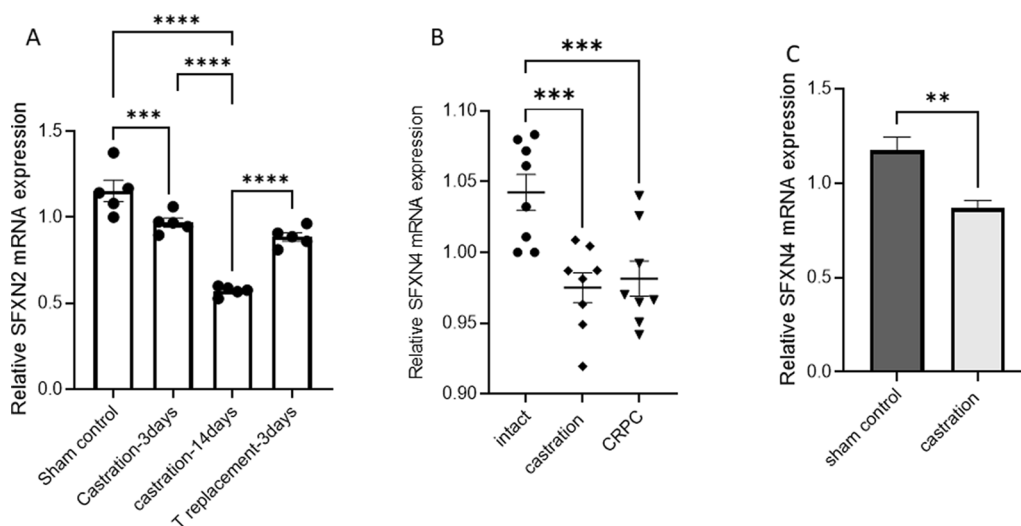 A
Relative SFXN2 mRNA expression
****
****
***
****
1.5
1.0
0.5
0.0
Sham control
Castration-3days
castration-14days
T replacement-3days
B
Relative SFXN4 mRNA expression
***
***
1.10
1.05
1.00
0.95
0.90
intact
castration
CRPC
C
Relative SFXN4 mRNA expression
**
1.5
1.0
0.5
0.0
sham control
castration